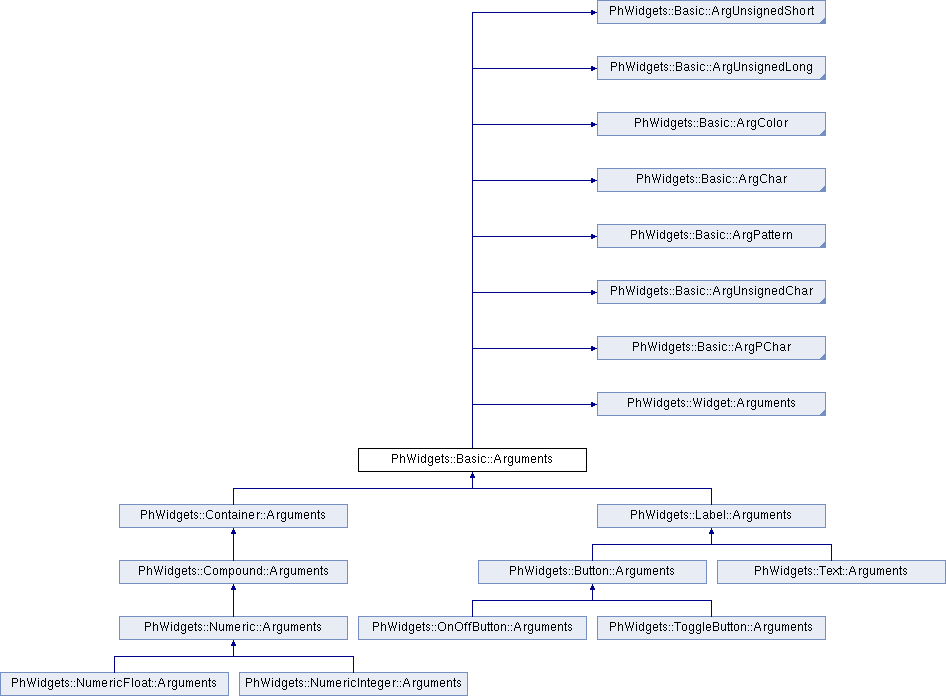 PhWidgets::Basic::ArgUnsignedShort
PhWidgets::Basic::ArgUnsignedLong
PhWidgets::Basic::ArgColor
PhWidgets::Basic::ArgChar
PhWidgets::Basic::ArgPattern
PhWidgets::Basic::ArgUnsignedChar
PhWidgets::Basic::ArgPChar
PhWidgets::Widget::Arguments
PhWidgets::Basic::Arguments
PhWidgets::Container::Arguments
PhWidgets::Label::Arguments
PhWidgets::Compound::Arguments
PhWidgets::Button::Arguments
PhWidgets::Text::Arguments
PhWidgets::Numeric::Arguments
PhWidgets::OnOffButton::Arguments
PhWidgets::ToggleButton::Arguments
PhWidgets::NumericFloat::Arguments
PhWidgets::NumericInteger::Arguments